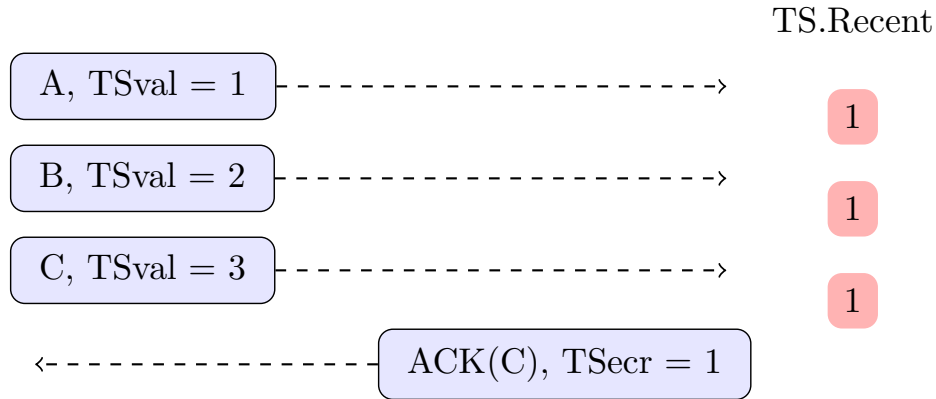 TS.Recent
A, TSval = 1
1
B, TSval = 2
1
C, TSval = 3
1
ACK(C), TSecr = 1